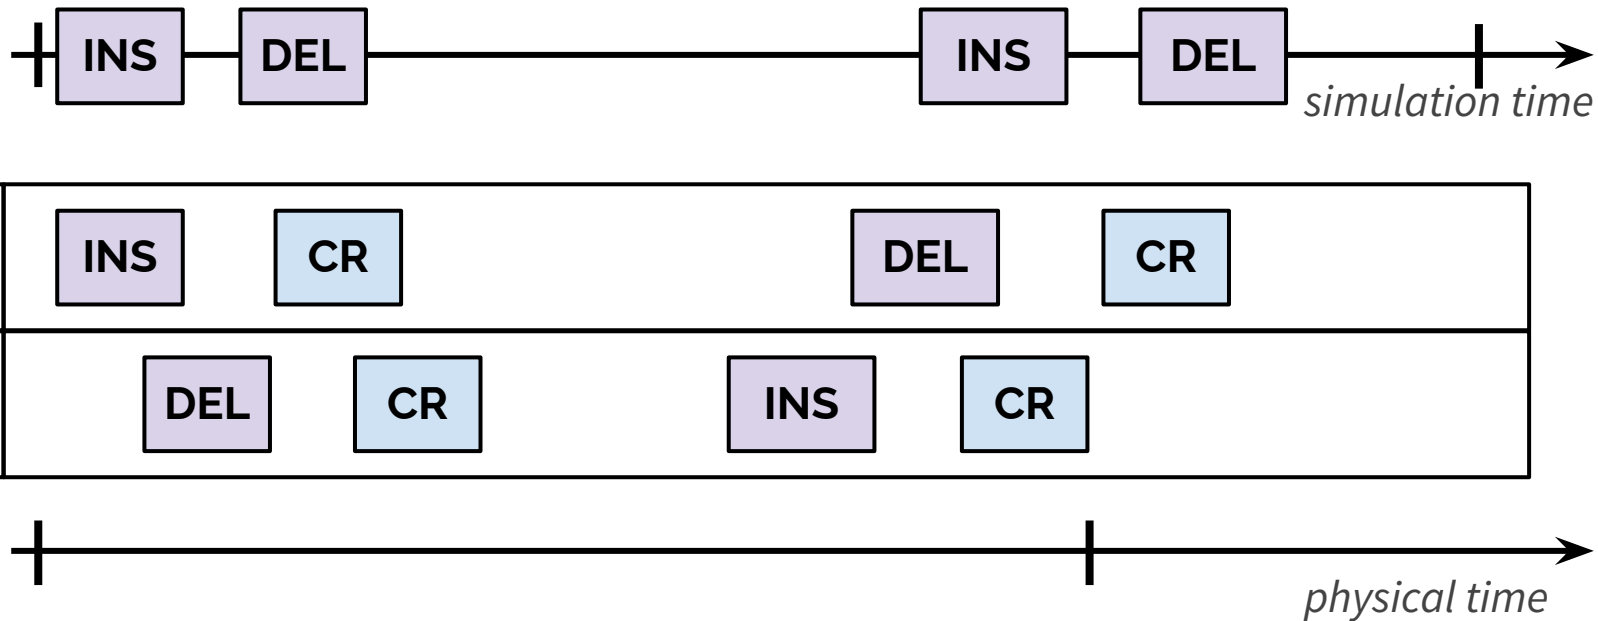 INS DEL INS DEL
simulation time
INS CR DEL CR
DEL CR INS CR
physical time